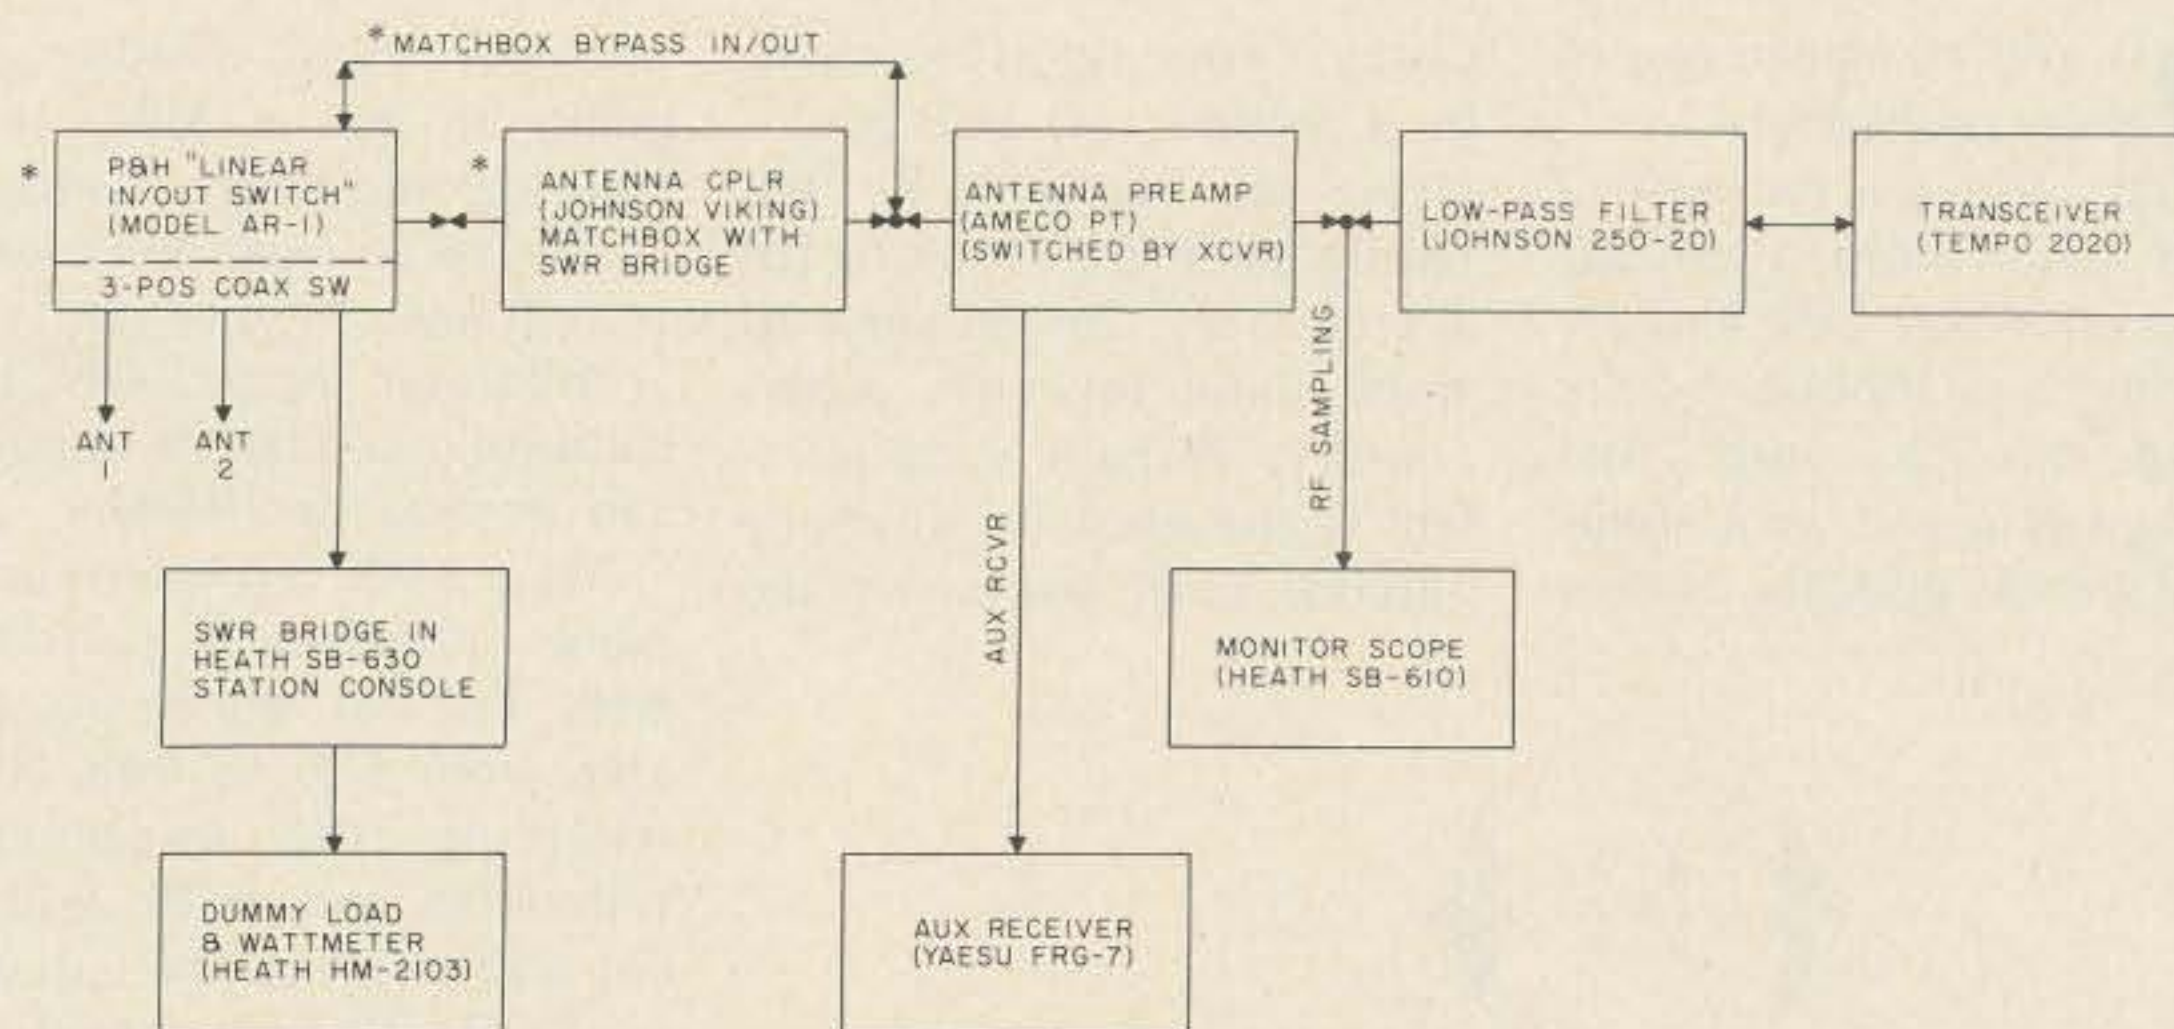 *MATCHBOX BYPASS IN/OUT
*
P&H "LINEAR
IN/OUT SWITCH"
(MODEL AR-1)
3-POS COAX SW
*
ANTENNA CPLR
(JOHNSON VIKING)
MATCHBOX WITH
SWR BRIDGE
ANTENNA PREAMP
(AMECO PT)
(SWITCHED BY XCVR)
LOW-PASS FILTER
(JOHNSON 250-20)
TRANSCEIVER
(TEMPO 2020)
ANT
1
ANT
2
AUX RCVR
RF SAMPLING
SWR BRIDGE IN
HEATH SB-630
STATION CONSOLE
MONITOR SCOPE
(HEATH SB-610)
DUMMY LOAD
& WATTMETER
(HEATH HM-2103)
AUX RECEIVER
(YAESU FRG-7)